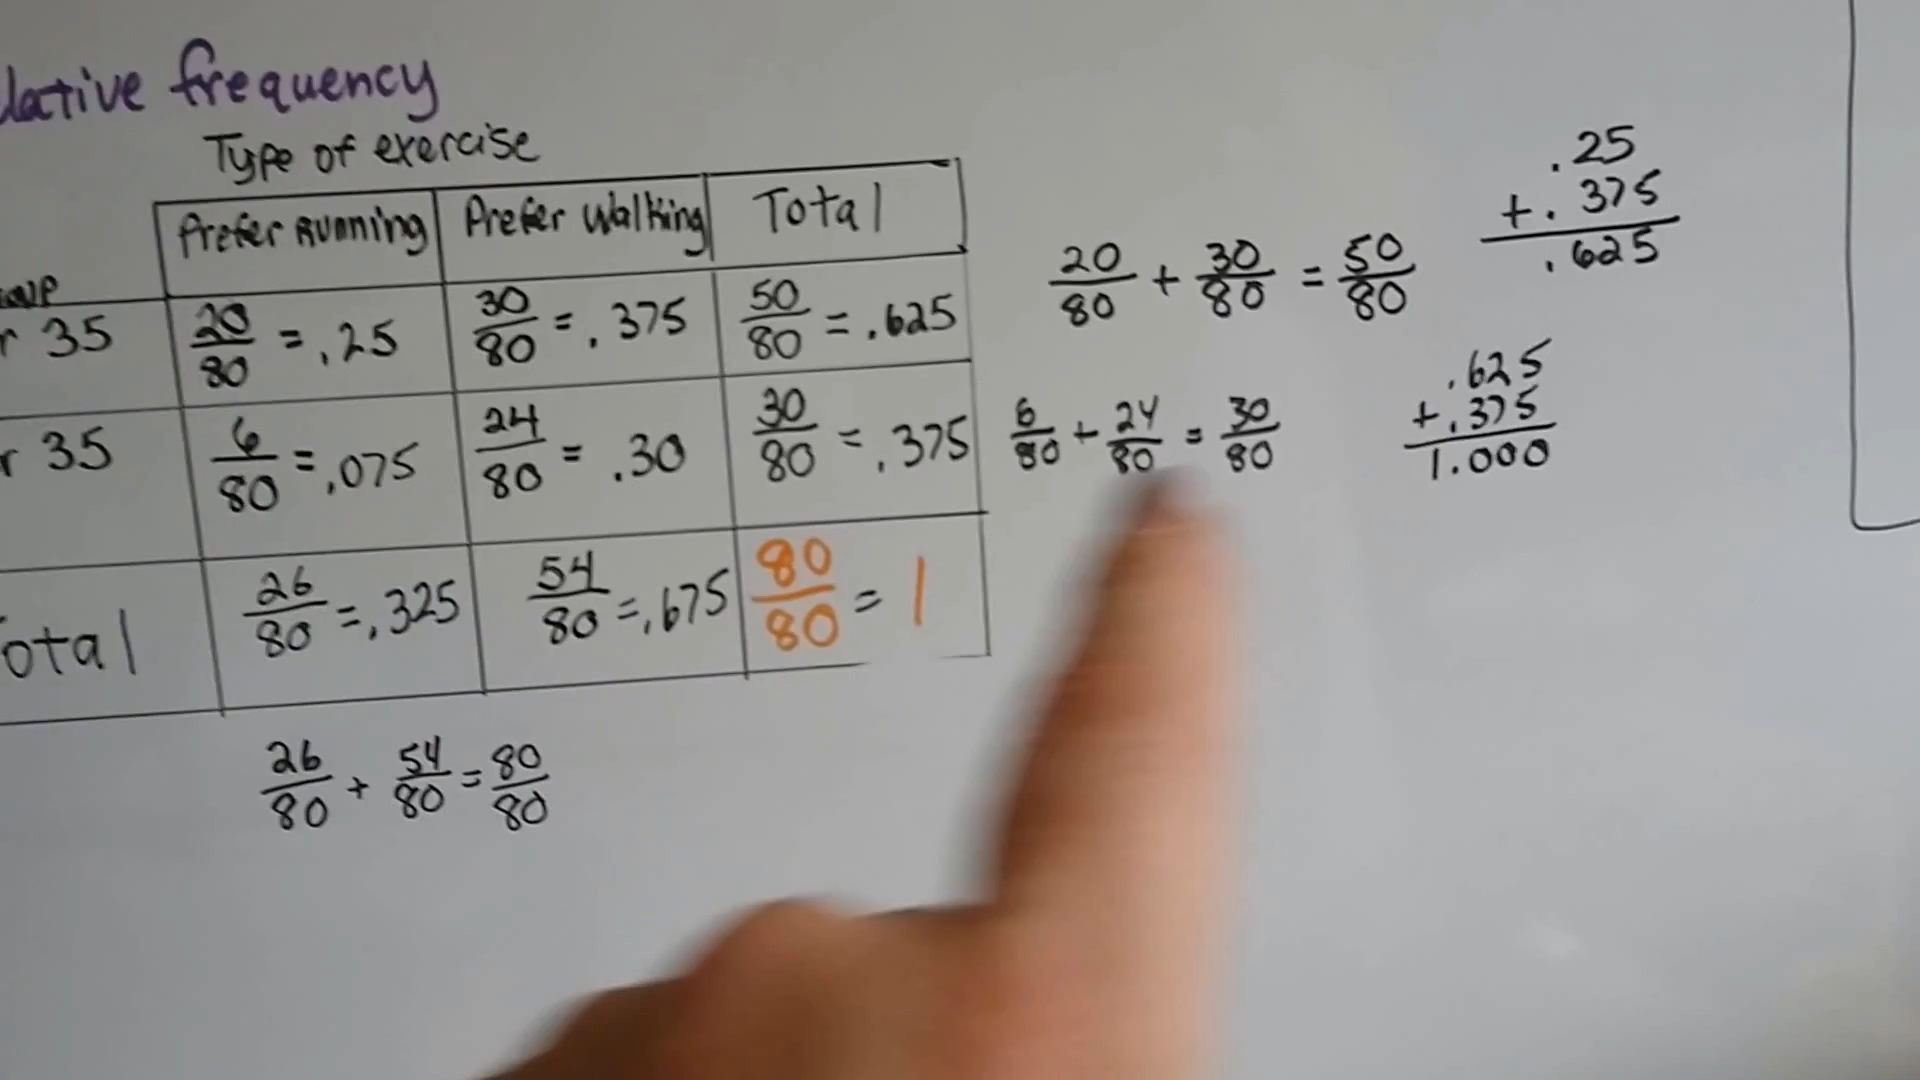 lative frequency
Type of exercise
Prefer Running Prefer Walking Total
r 35 20/80 = .25 30/80 = .375 50/80 = .625
r 35 6/80 = .075 24/80 = .30 30/80 = .375
otal 26/80 = .325 54/80 = .675 80/80 = 1
26/80 + 54/80 = 80/80
20/80 + 30/80 = 50/80
6/80 + 24/80 = 30/80
.25
+ .375
.625
.625
+ .375
1.000